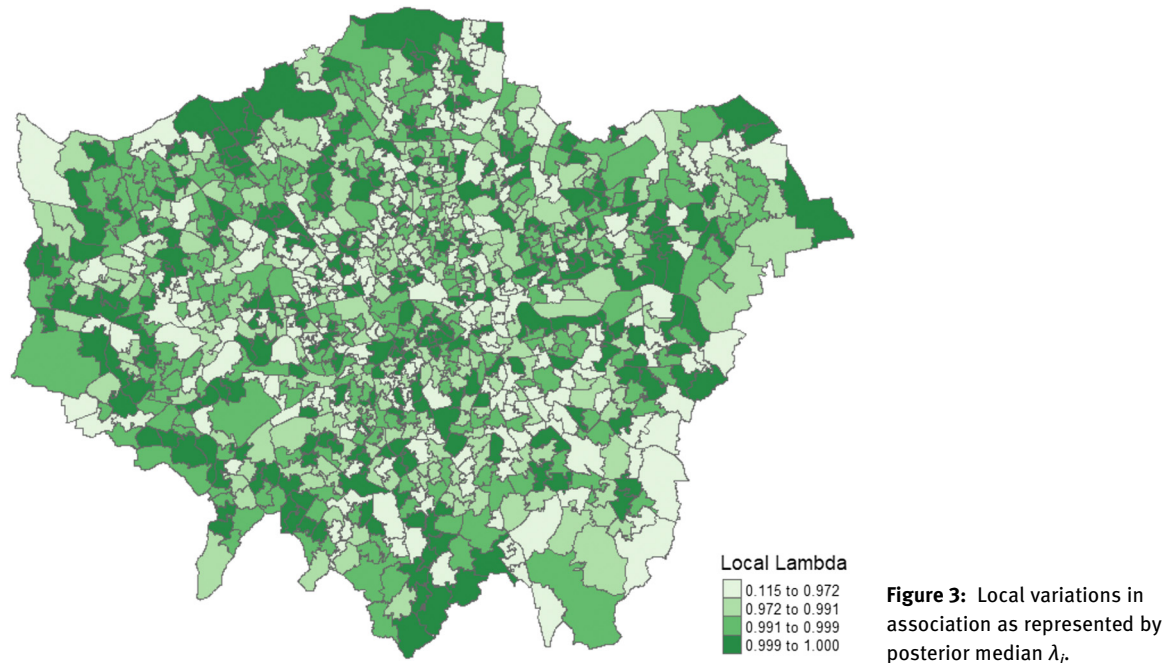 Local Lambda
0.115 to 0.972
0.972 to 0.991
0.991 to 0.999
0.999 to 1.000
Figure 3: Local variations in
association as represented by
posterior median λᵢ.